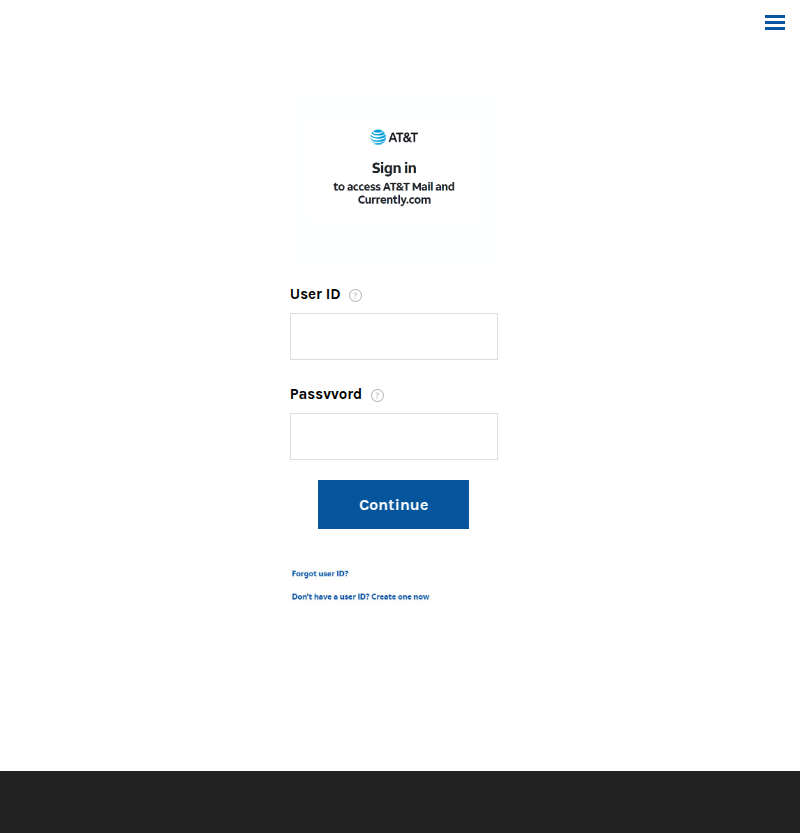 AT&T
Sign in
to access AT&T Mail and
Currently.com
User ID ?
Passvvord ?
Continue
Forgot user ID?
Don't have a user ID? Create one now